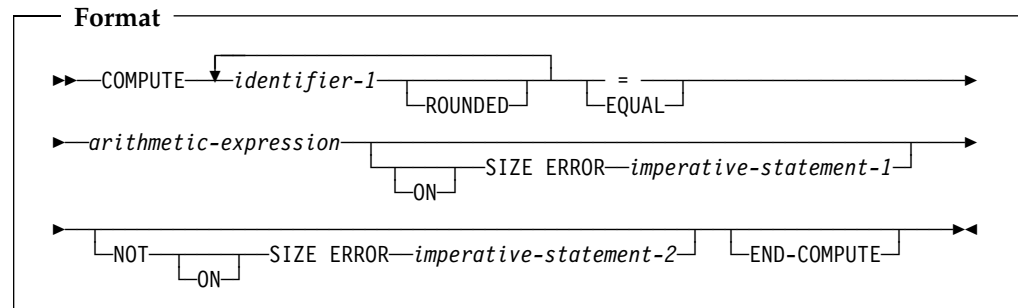 Format
COMPUTE identifier-1 =
ROUNDED EQUAL
arithmetic-expression
SIZE ERROR imperative-statement-1
ON
NOT SIZE ERROR imperative-statement-2 END-COMPUTE
ON